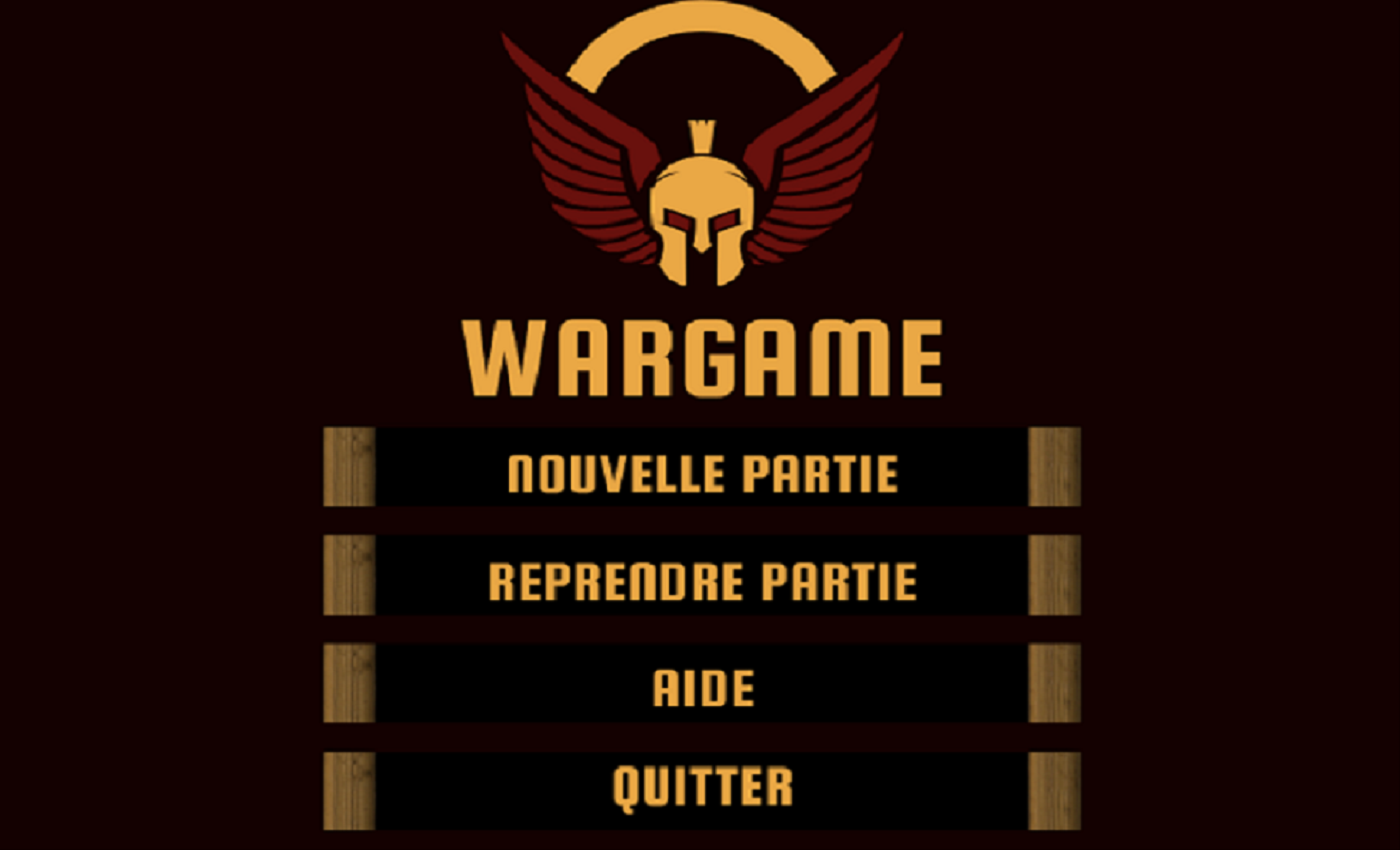 WARGAME
NOUVELLE PARTIE
REPRENDRE PARTIE
AIDE
QUITTER